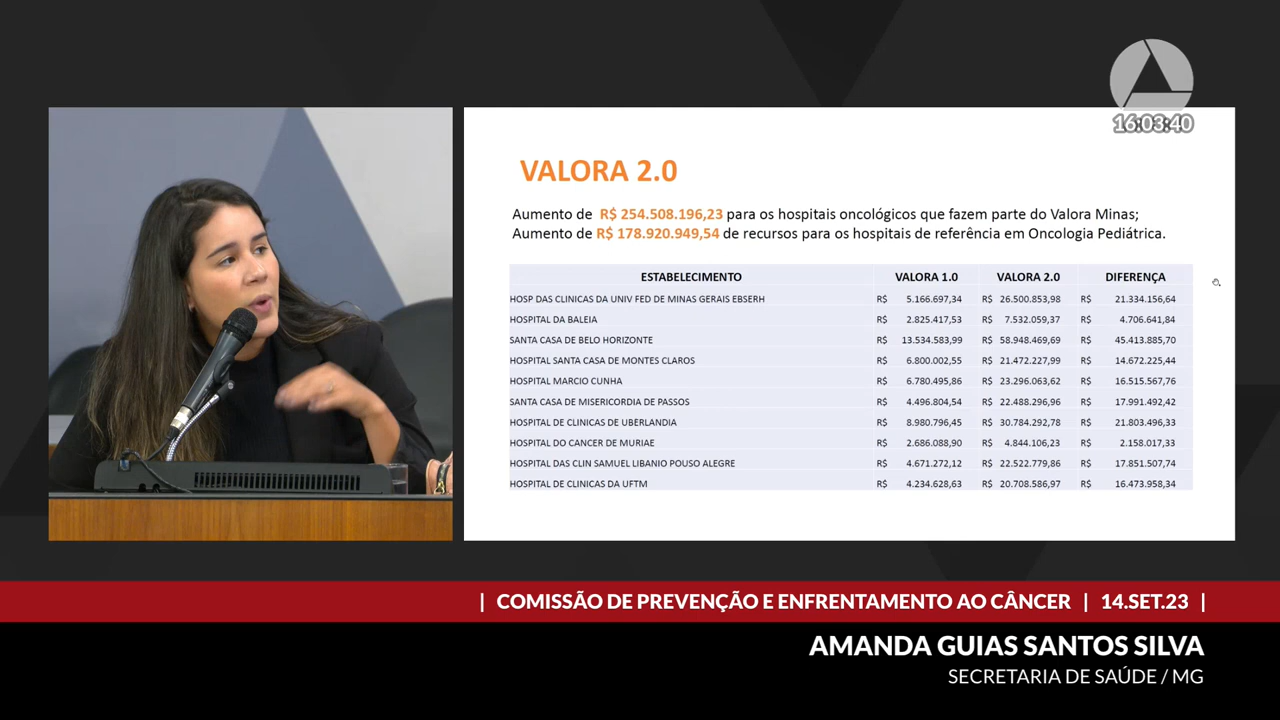 16:03:40
VALORA 2.0
Aumento de R$ 254.508.196,23 para os hospitais oncológicos que fazem parte do Valora Minas;
Aumento de R$ 178.920.949,54 de recursos para os hospitais de referência em Oncologia Pediátrica.
ESTABELECIMENTO VALORA 1.0 VALORA 2.0 DIFERENÇA
HOSP DAS CLINICAS DA UNIV FED DE MINAS GERAIS EBSERH R$ 5.166.697,34 R$ 26.500.853,98 R$ 21.334.156,64
HOSPITAL DA BALEIA R$ 2.825.417,53 R$ 7.532.059,37 R$ 4.706.641,84
SANTA CASA DE BELO HORIZONTE R$ 13.534.583,99 R$ 58.948.469,69 R$ 45.413.885,70
HOSPITAL SANTA CASA DE MONTES CLAROS R$ 6.800.002,55 R$ 21.472.227,99 R$ 14.672.225,44
HOSPITAL MARCIO CUNHA R$ 6.780.495,86 R$ 23.296.063,62 R$ 16.515.567,76
SANTA CASA DE MISERICORDIA DE PASSOS R$ 4.496.804,54 R$ 22.488.296,96 R$ 17.991.492,42
HOSPITAL DE CLINICAS DE UBERLANDIA R$ 8.980.796,45 R$ 30.784.292,78 R$ 21.803.496,33
HOSPITAL DO CANCER DE MURIAE R$ 2.686.088,90 R$ 4.844.106,23 R$ 2.158.017,33
HOSPITAL DAS CLIN SAMUEL LIBANIO POUSO ALEGRE R$ 4.671.272,12 R$ 22.522.779,86 R$ 17.851.507,74
HOSPITAL DE CLINICAS DA UFTM R$ 4.234.628,63 R$ 20.708.586,97 R$ 16.473.958,34
| COMISSÃO DE PREVENÇÃO E ENFRENTAMENTO AO CÂNCER | 14.SET.23 |
AMANDA GUIAS SANTOS SILVA
SECRETARIA DE SAÚDE / MG